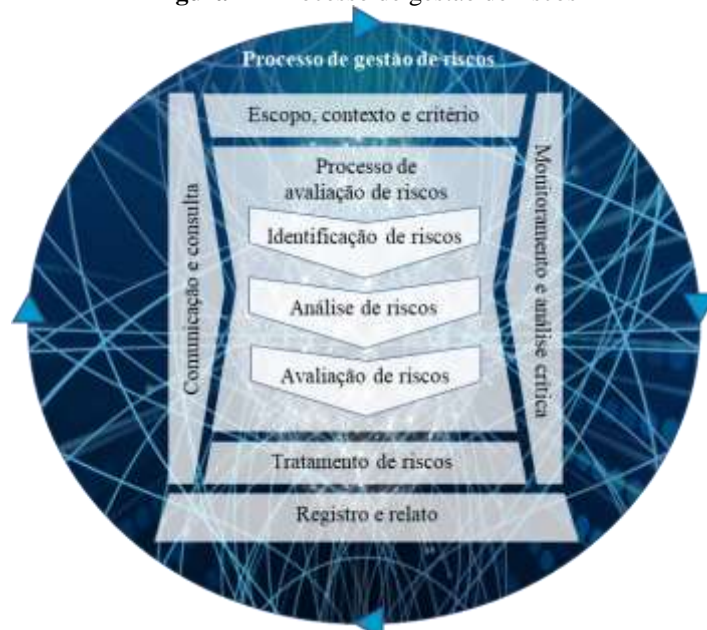 Processo de gestão de riscos
Escopo, contexto e critério
Processo de
avaliação de riscos
Identificação de riscos
Análise de riscos
Avaliação de riscos
Comunicação e consulta
Monitoramento e análise crítica
Tratamento de riscos
Registro e relato